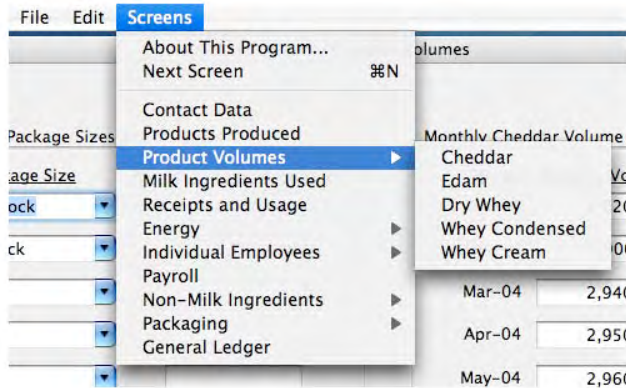 File Edit Screens
About This Program...
Next Screen ⌘N
Contact Data
Products Produced
Product Volumes
Milk Ingredients Used
Receipts and Usage
Energy
Individual Employees
Payroll
Non-Milk Ingredients
Packaging
General Ledger
Cheddar
Edam
Dry Whey
Whey Condensed
Whey Cream
olumes
Package Sizes
age Size
ock
ck
Monthly Cheddar Volume
Vo
Mar-04 2,940
Apr-04 2,950
May-04 2,960